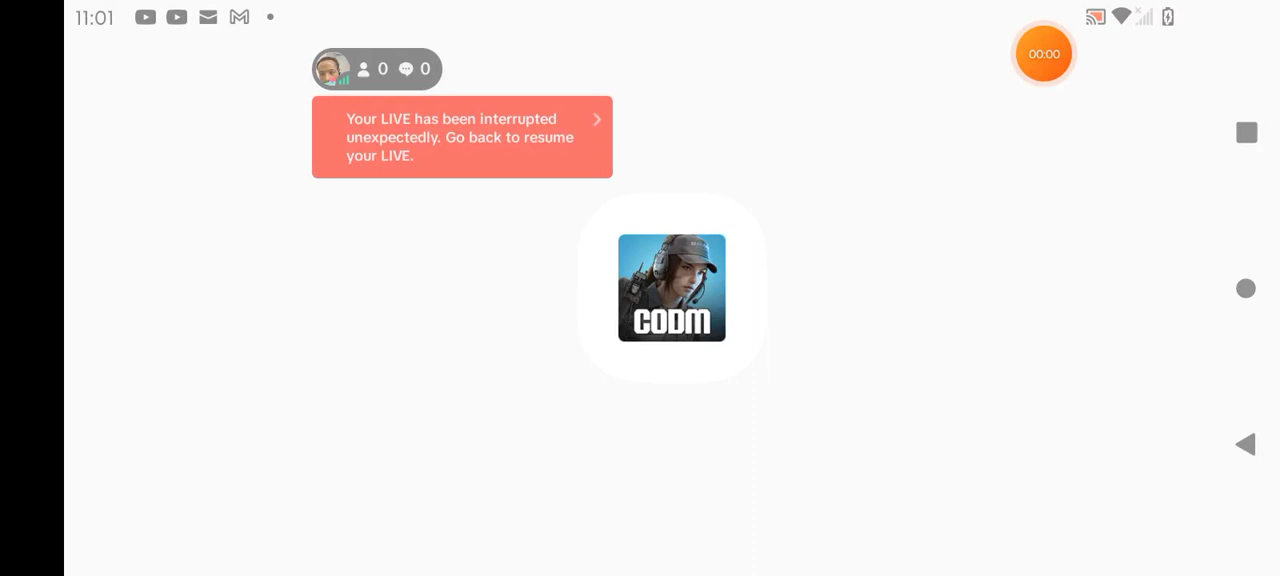 11:01
00:00
0 0
Your LIVE has been interrupted
unexpectedly. Go back to resume
your LIVE.
CODM